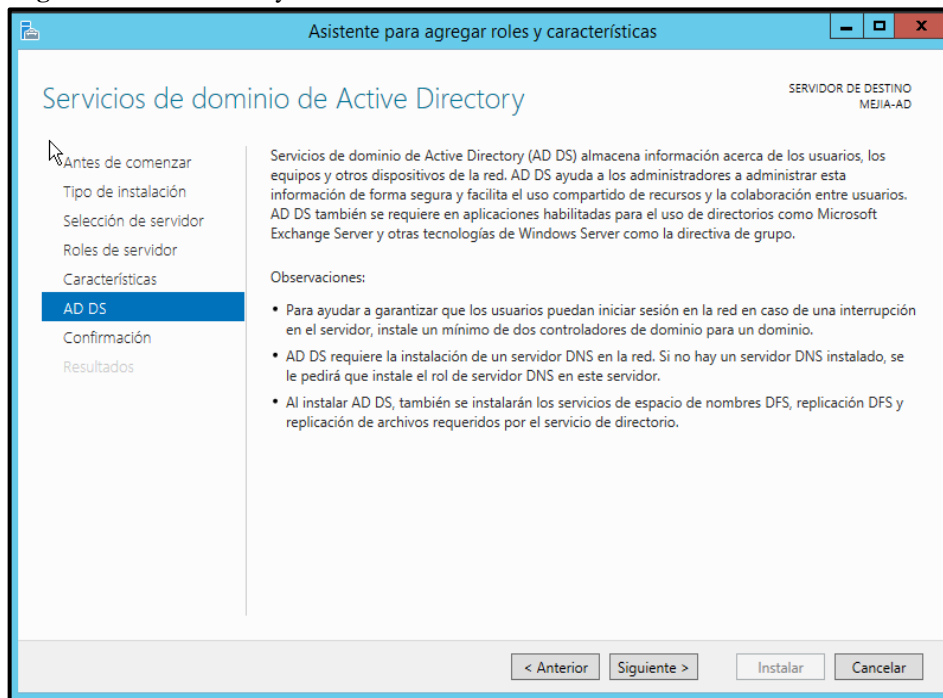 Asistente para agregar roles y características
Servicios de dominio de Active Directory
SERVIDOR DE DESTINO
MEJIA-AD
Antes de comenzar
Tipo de instalación
Selección de servidor
Roles de servidor
Características
AD DS
Confirmación
Resultados
Servicios de dominio de Active Directory (AD DS) almacena información acerca de los usuarios, los
equipos y otros dispositivos de la red. AD DS ayuda a los administradores a administrar esta
información de forma segura y facilita el uso compartido de recursos y la colaboración entre usuarios.
AD DS también se requiere en aplicaciones habilitadas para el uso de directorios como Microsoft
Exchange Server y otras tecnologías de Windows Server como la directiva de grupo.
Observaciones:
• Para ayudar a garantizar que los usuarios puedan iniciar sesión en la red en caso de una interrupción
en el servidor, instale un mínimo de dos controladores de dominio para un dominio.
• AD DS requiere la instalación de un servidor DNS en la red. Si no hay un servidor DNS instalado, se
le pedirá que instale el rol de servidor DNS en este servidor.
• Al instalar AD DS, también se instalarán los servicios de espacio de nombres DFS, replicación DFS y
replicación de archivos requeridos por el servicio de directorio.
< Anterior Siguiente > Instalar Cancelar